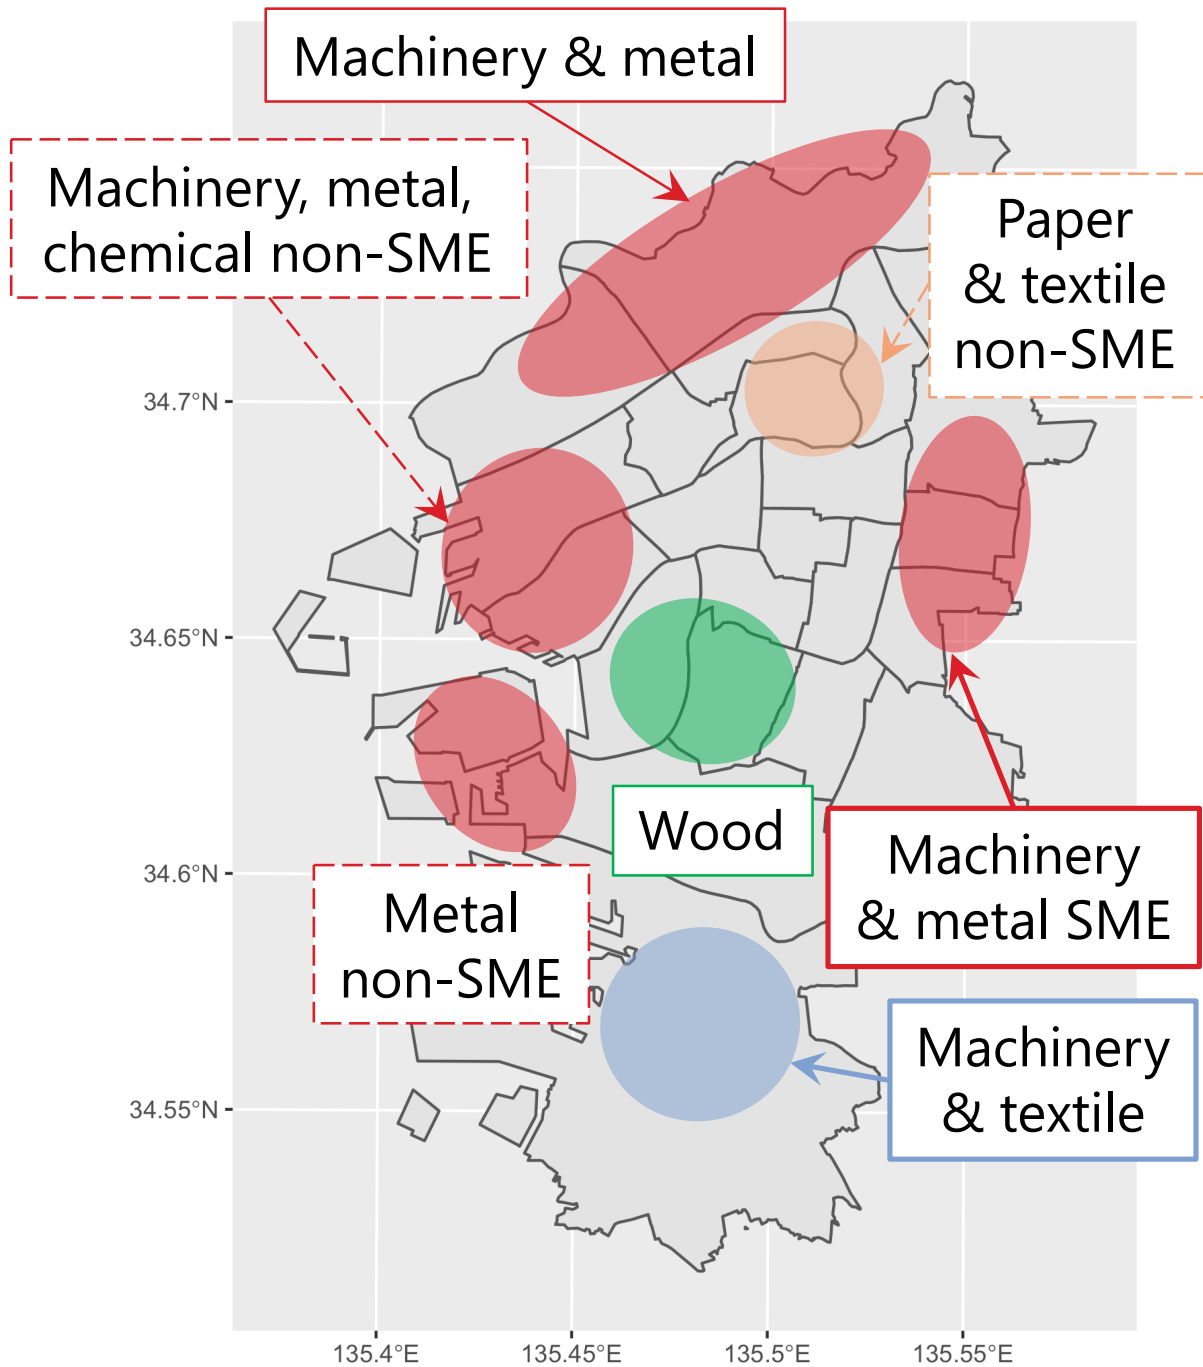 Machinery & metal
Machinery, metal,
chemical non-SME
Paper
& textile
non-SME
34.7°N
34.65°N
Wood
Machinery
& metal SME
34.6°N
Metal
non-SME
Machinery
& textile
34.55°N
135.4°E
135.45°E
135.5°E
135.55°E